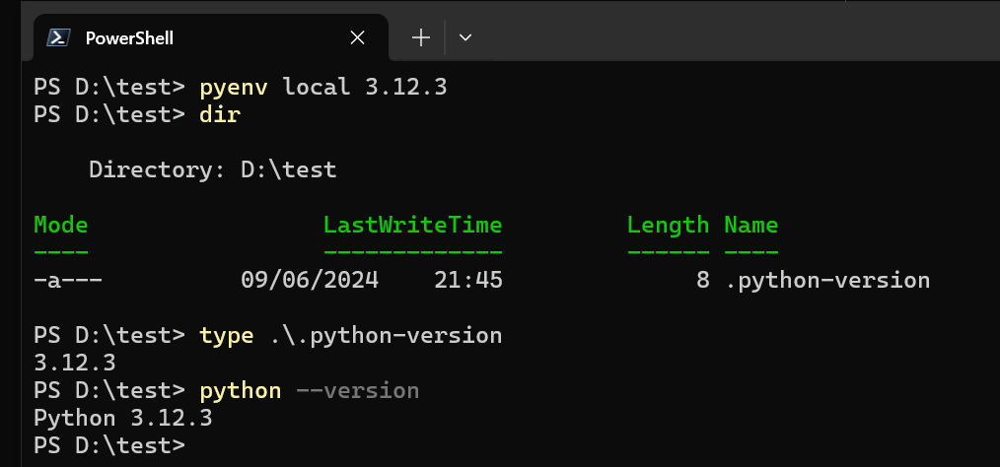 PowerShell
PS D:\test> pyenv local 3.12.3
PS D:\test> dir
Directory: D:\test
Mode LastWriteTime Length Name
---- ------------- ------ ----
-a--- 09/06/2024 21:45 8 .python-version
PS D:\test> type .\.python-version
3.12.3
PS D:\test> python --version
Python 3.12.3
PS D:\test>